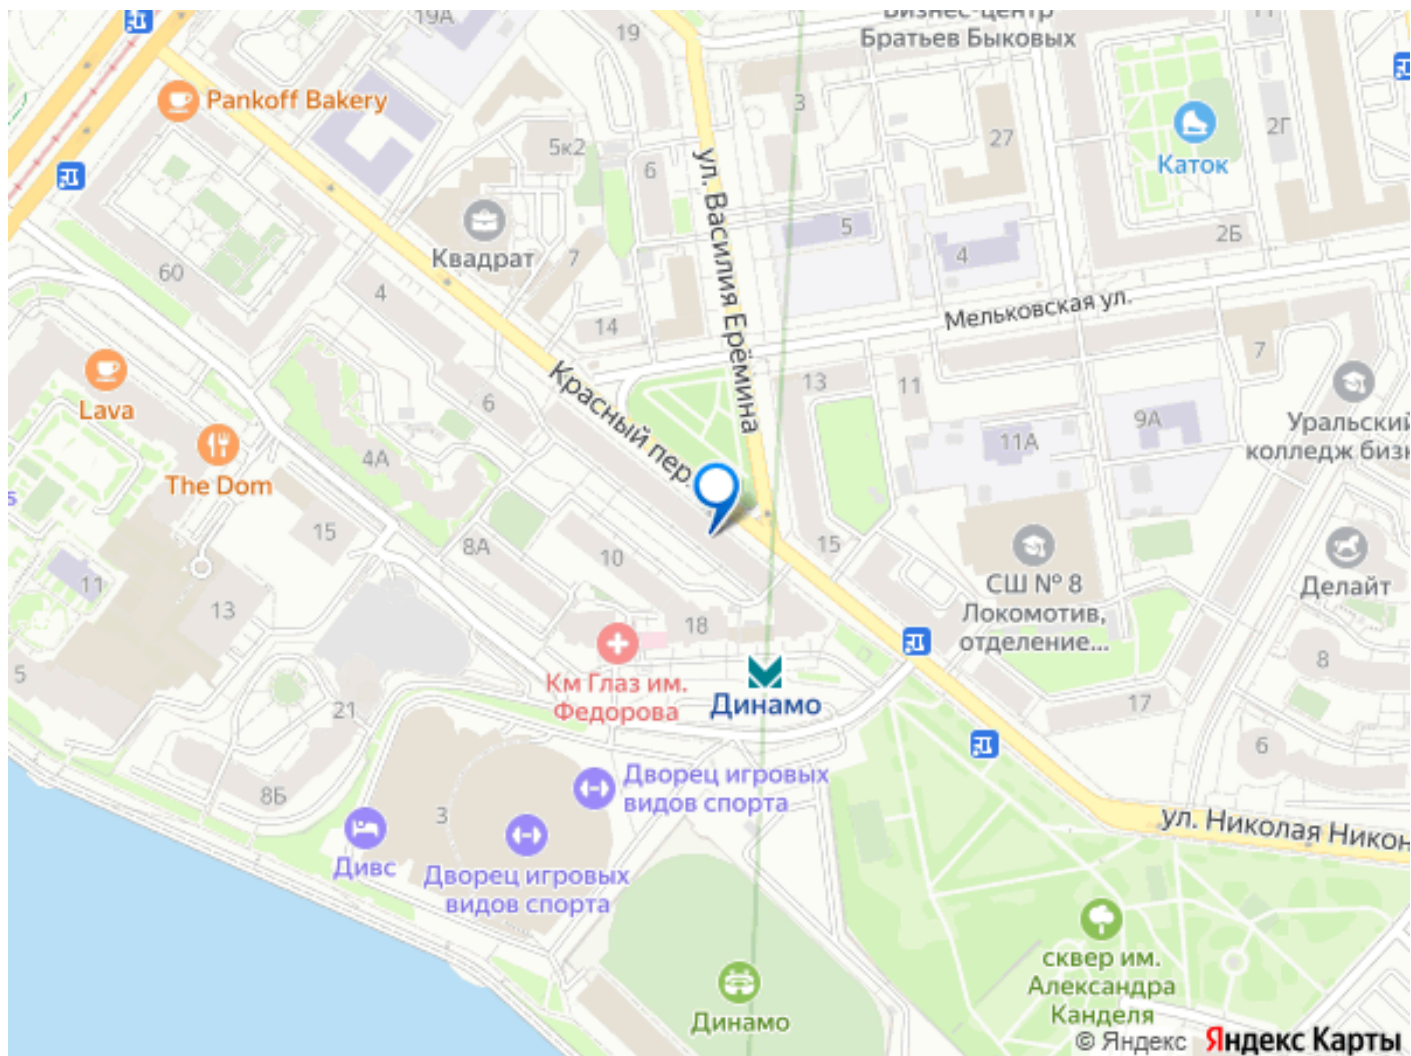 19А
19
Бизнес-центр
Братьев Быковых
11
Pankoff Bakery
3
27
2Г
5к2
6
Каток
ул. Василия Ерёмина
5
4
2Б
Квадрат
7
60
4
14
Мельковская ул.
7
Красный пер.
13
11
Lava
6
9А
11А
Уральский
колледж бизн
The Dom
4А
15
8А
10
15
СШ № 8
Локомотив,
отделение...
Делайт
11
13
18
5
Км Глаз им.
Федорова
Динамо
8
21
17
6
8Б
3
Дворец игровых
видов спорта
ул. Николая Никон
Дивс
Дворец игровых
видов спорта
сквер им.
Александра
Канделя
Динамо
© Яндекс Яндекс Карты